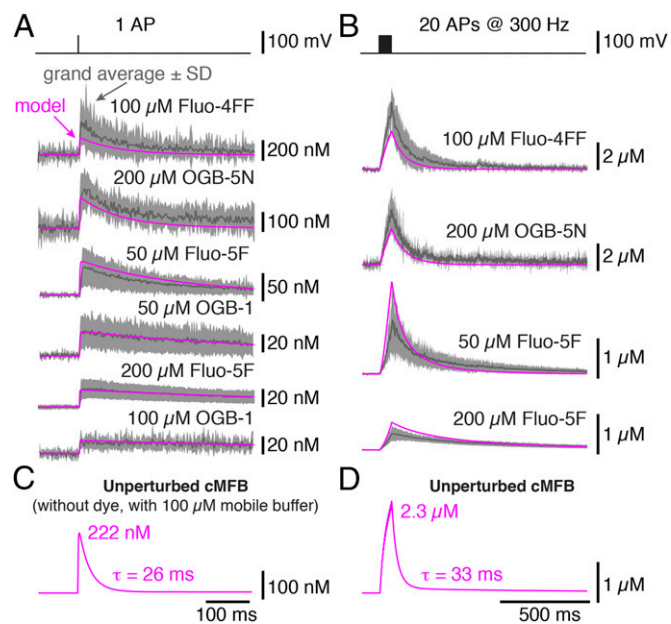 A
1 AP
100 mV
grand average ± SD
model
100 µM Fluo-4FF
200 nM
200 µM OGB-5N
100 nM
50 µM Fluo-5F
50 nM
50 µM OGB-1
20 nM
200 µM Fluo-5F
20 nM
100 µM OGB-1
20 nM
B
20 APs @ 300 Hz
100 mV
100 µM Fluo-4FF
2 µM
200 µM OGB-5N
2 µM
50 µM Fluo-5F
1 µM
200 µM Fluo-5F
1 µM
C
Unperturbed cMFB
(without dye, with 100 µM mobile buffer)
222 nM
τ = 26 ms
100 nM
100 ms
D
Unperturbed cMFB
2.3 µM
τ = 33 ms
1 µM
500 ms